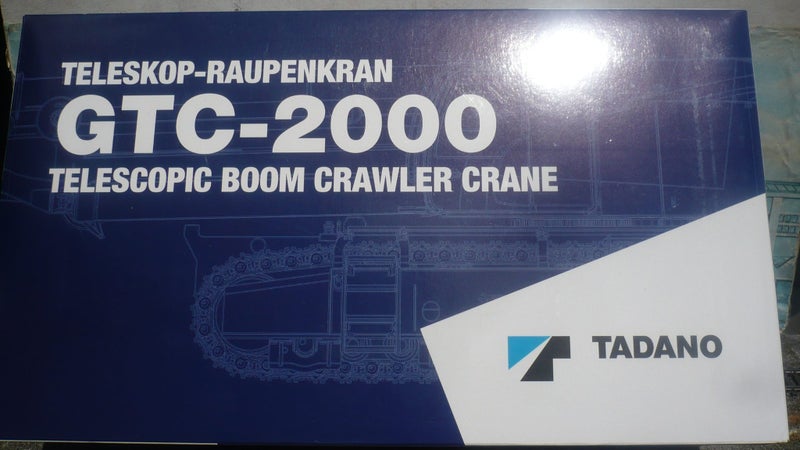 TELESKOP-RAUPENKRAN
GTC-2000
TELESCOPIC BOOM CRAWLER CRANE
TADANO